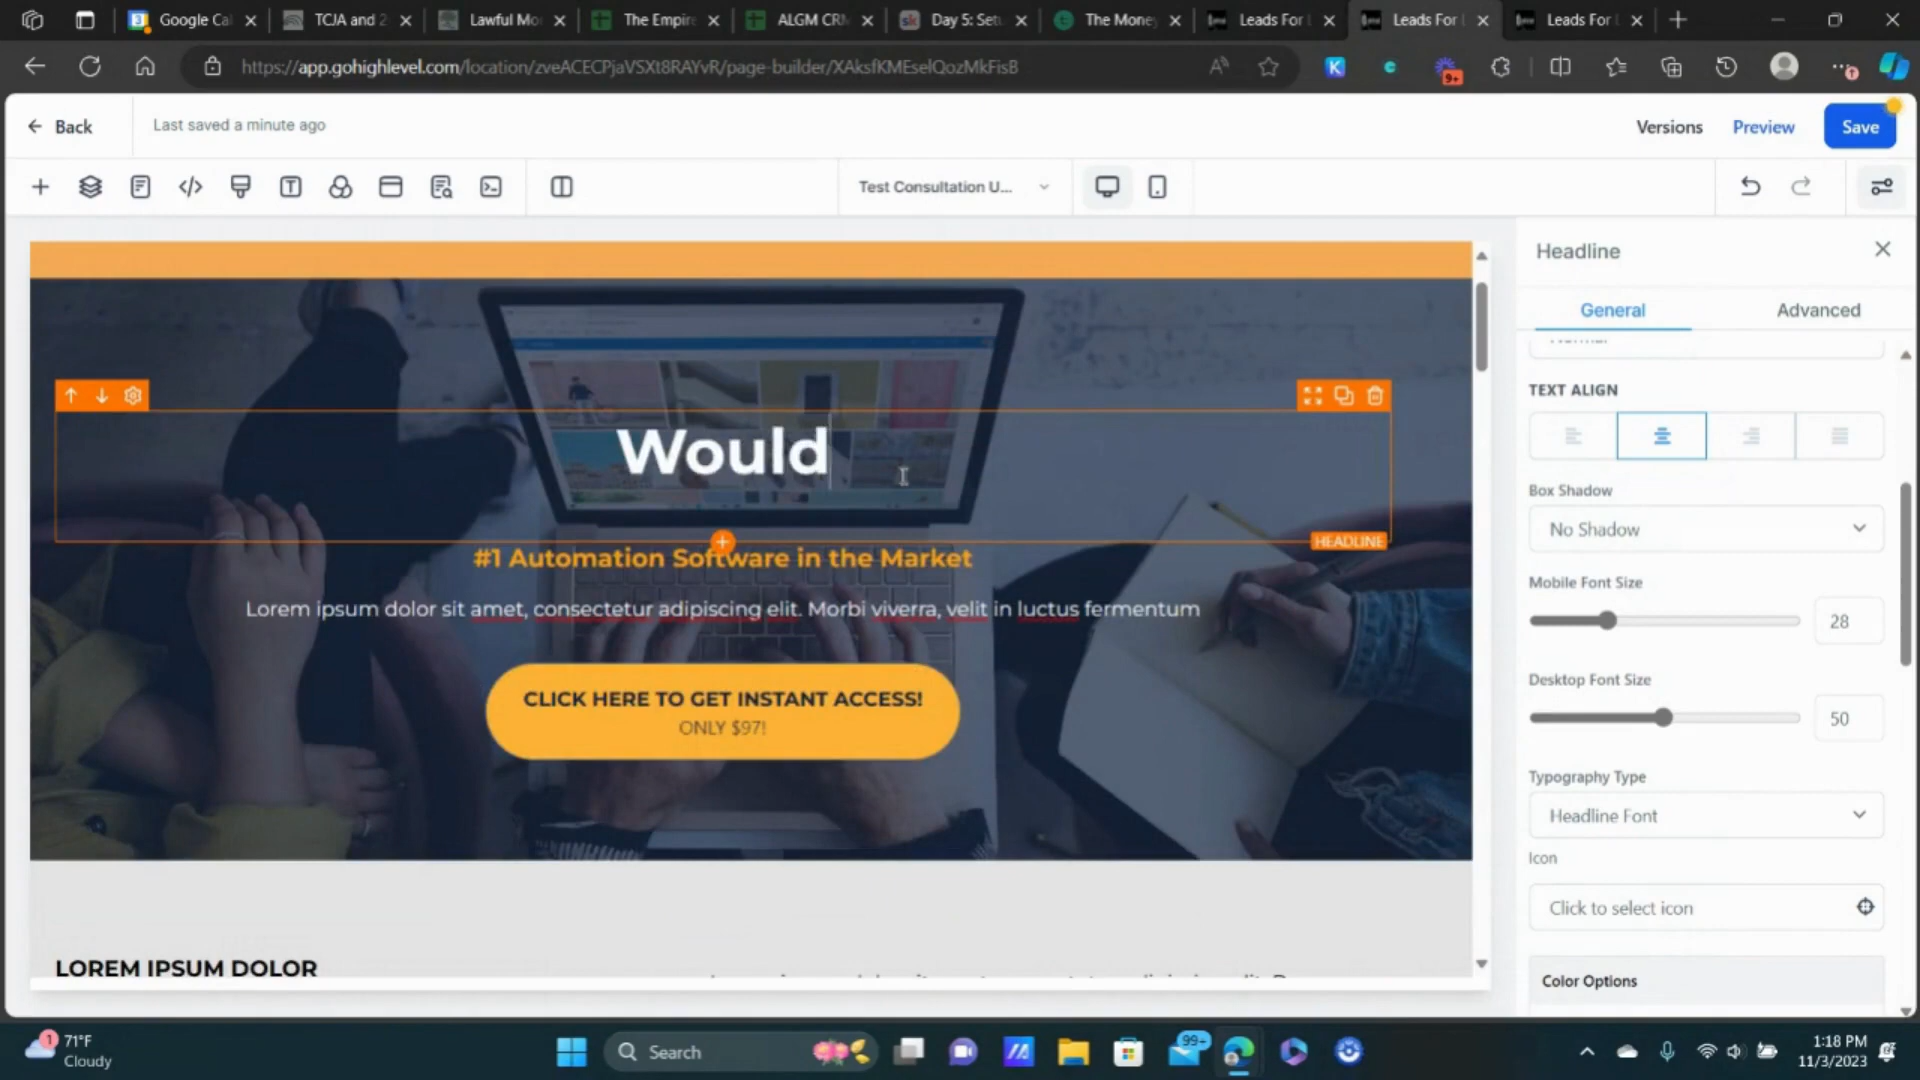 Google Cal
TCJA and 2
Lawful Mo
The Empire
ALGM CRM
Day 5: Setu
The Money
Leads For
Leads For
Leads For
https://app.gohighlevel.com/location/zveACECPjaVSXt8RAYvR/page-builder/XAksfKMEselQozMkFisB
9+
Back
Last saved a minute ago
Versions
Preview
Save
Test Consultation U...
Headline
General
Advanced
TEXT ALIGN
Box Shadow
No Shadow
Mobile Font Size
28
Desktop Font Size
50
Typography Type
Headline Font
Icon
Click to select icon
Color Options
Would
HEADLINE
#1 Automation Software in the Market
Lorem ipsum dolor sit amet, consectetur adipiscing elit. Morbi viverra, velit in luctus fermentum
CLICK HERE TO GET INSTANT ACCESS!
ONLY $97!
LOREM IPSUM DOLOR
1
71°F
Cloudy
Search
99+
1:18 PM
11/3/2023